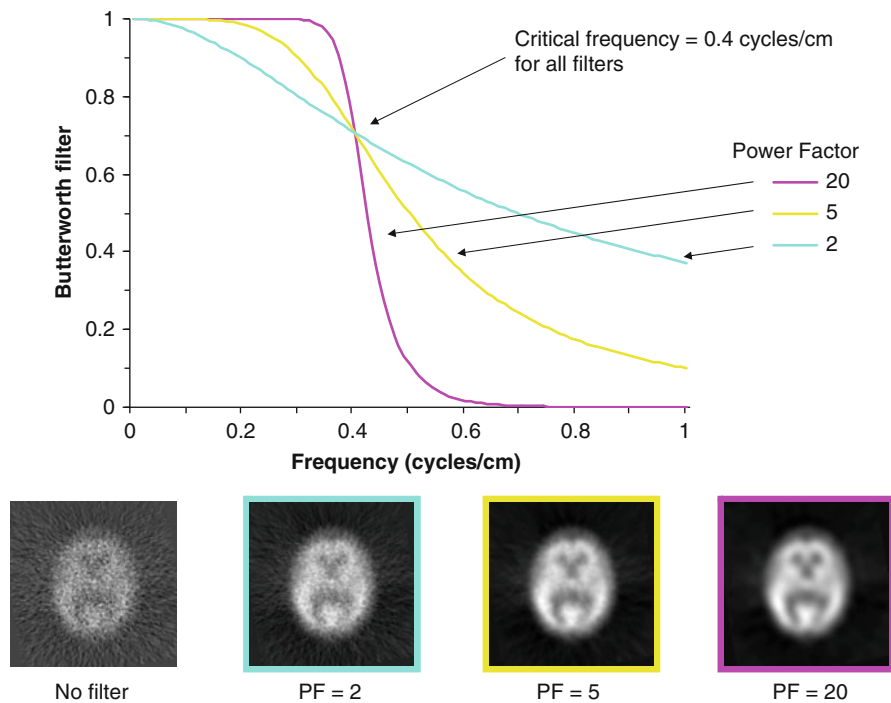 Butterworth filter
1
0.8
0.6
0.4
0.2
0
0
0.2
0.4
0.6
0.8
1
Frequency (cycles/cm)
Critical frequency = 0.4 cycles/cm
for all filters
Power Factor
20
5
2
No filter
PF = 2
PF = 5
PF = 20